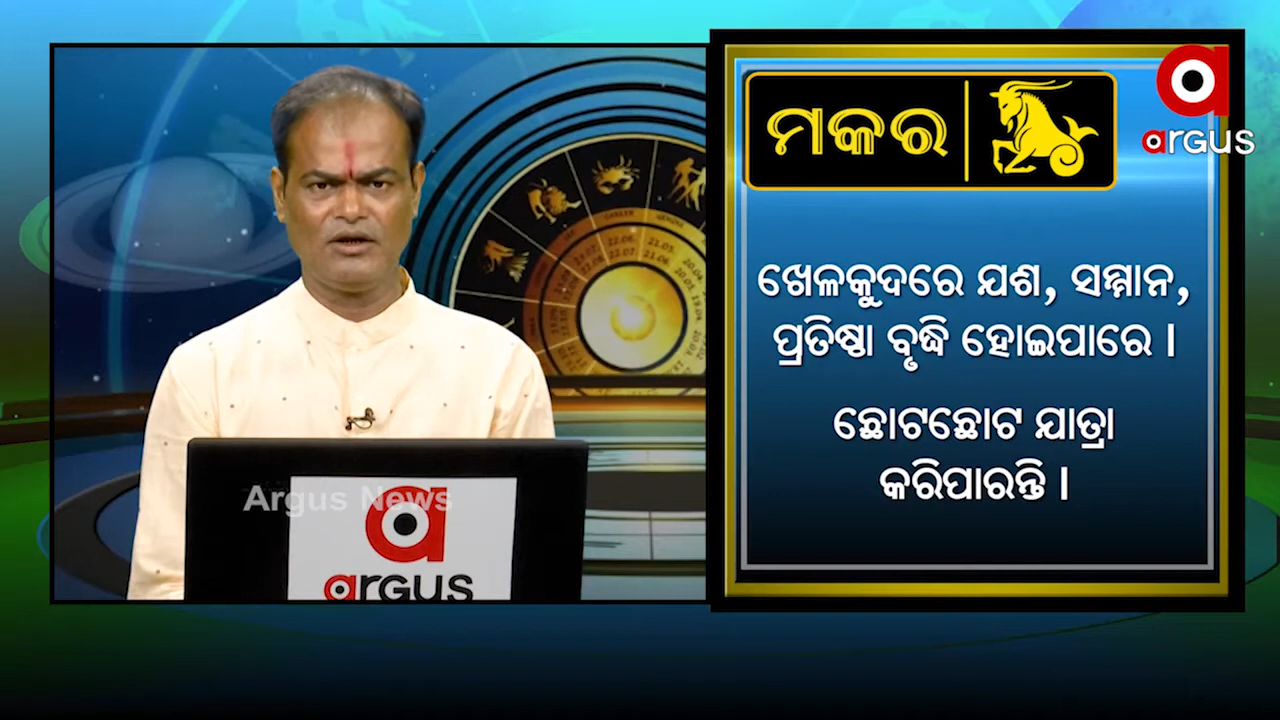 ମକର
argus
ଖେଳକୁଦରେ ଯଶ, ସମ୍ମାନ,
ପ୍ରତିଷ୍ଠା ବୃଦ୍ଧି ହୋଇପାରେ ।
ଛୋଟଛୋଟ ଯାତ୍ରା
କରିପାରନ୍ତି ।
Argus News
argus